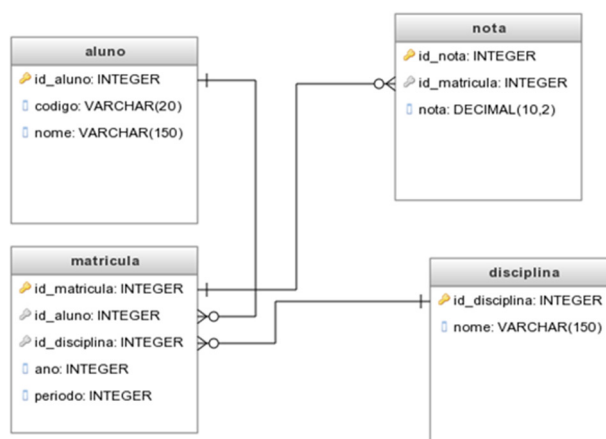 aluno
id_aluno: INTEGER
codigo: VARCHAR(20)
nome: VARCHAR(150)
nota
id_nota: INTEGER
id_matricula: INTEGER
nota: DECIMAL(10,2)
matricula
id_matricula: INTEGER
id_aluno: INTEGER
id_disciplina: INTEGER
ano: INTEGER
periodo: INTEGER
disciplina
id_disciplina: INTEGER
nome: VARCHAR(150)